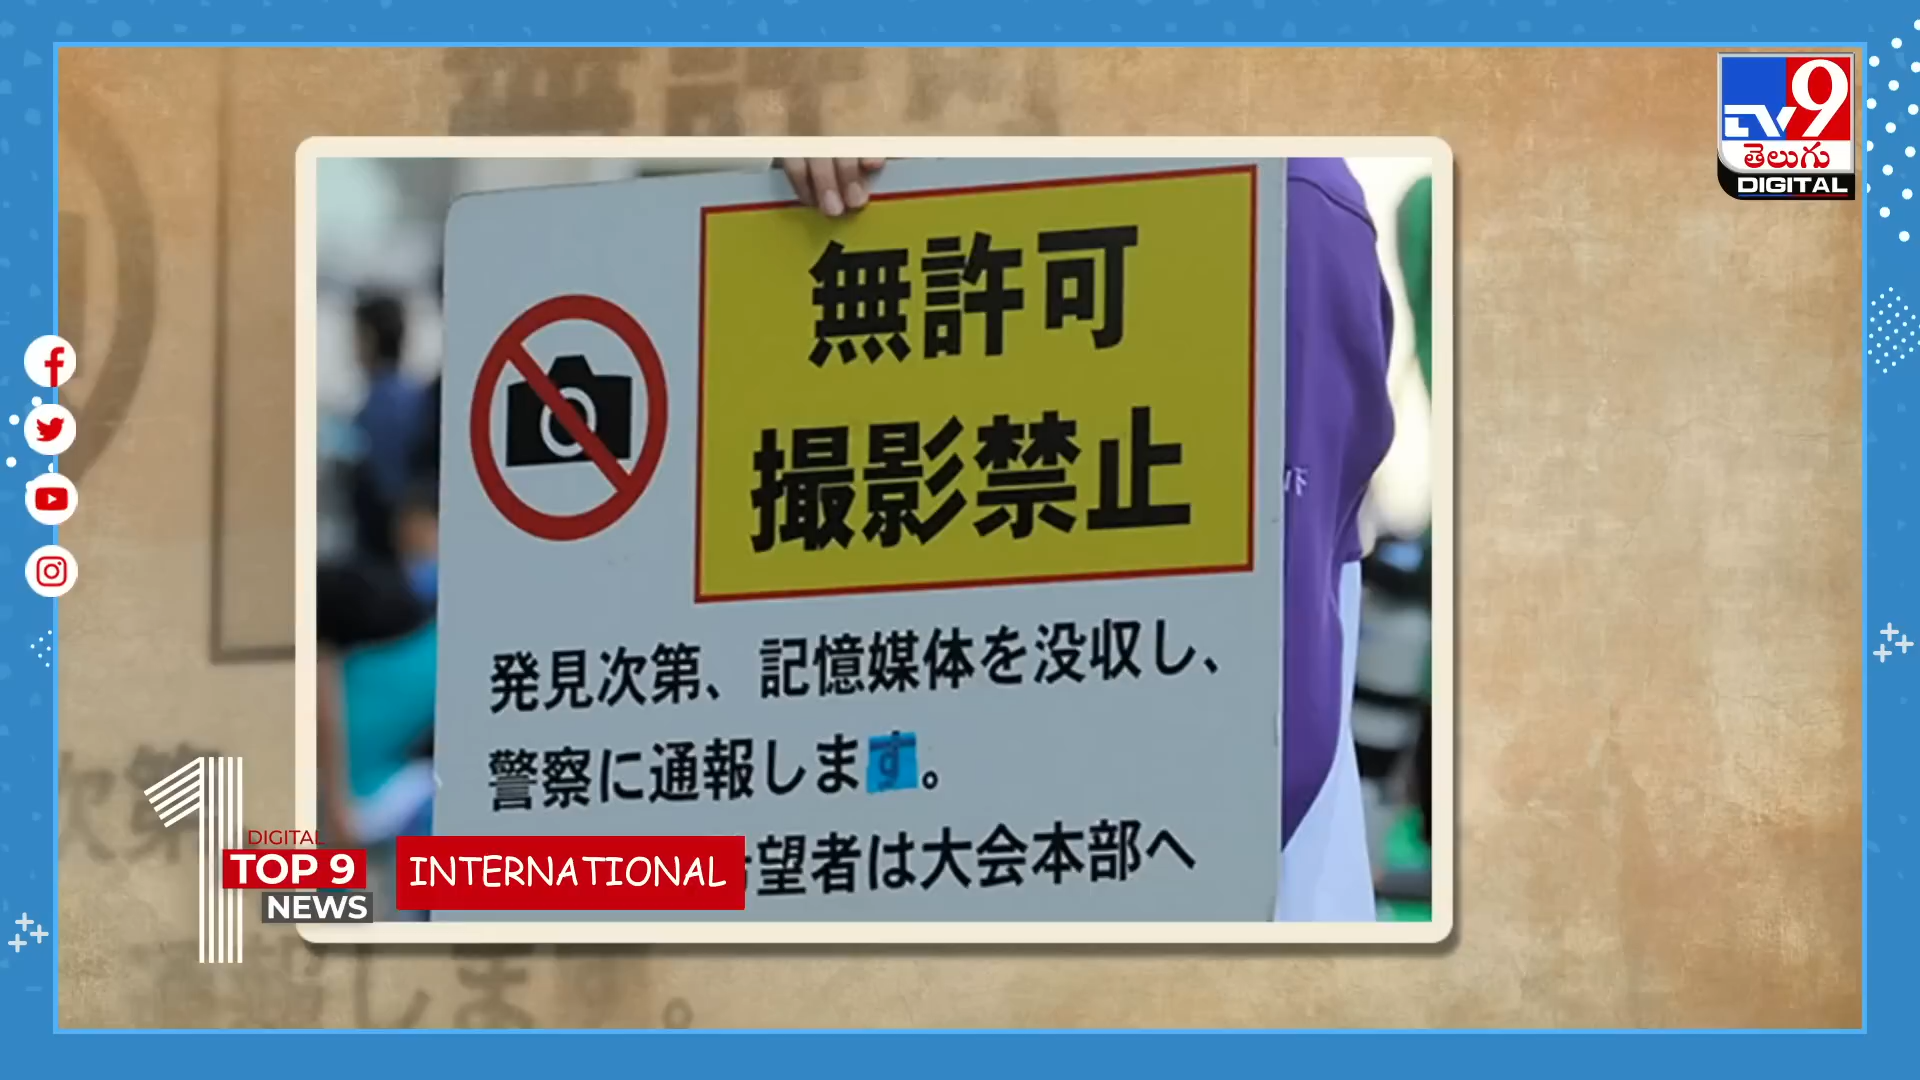 TV9
తెలుగు
DIGITAL
無許可
撮影禁止
発見次第、記憶媒体を没収し、
警察に通報します。
望者は大会本部へ
1
DIGITAL
TOP 9
NEWS
INTERNATIONAL